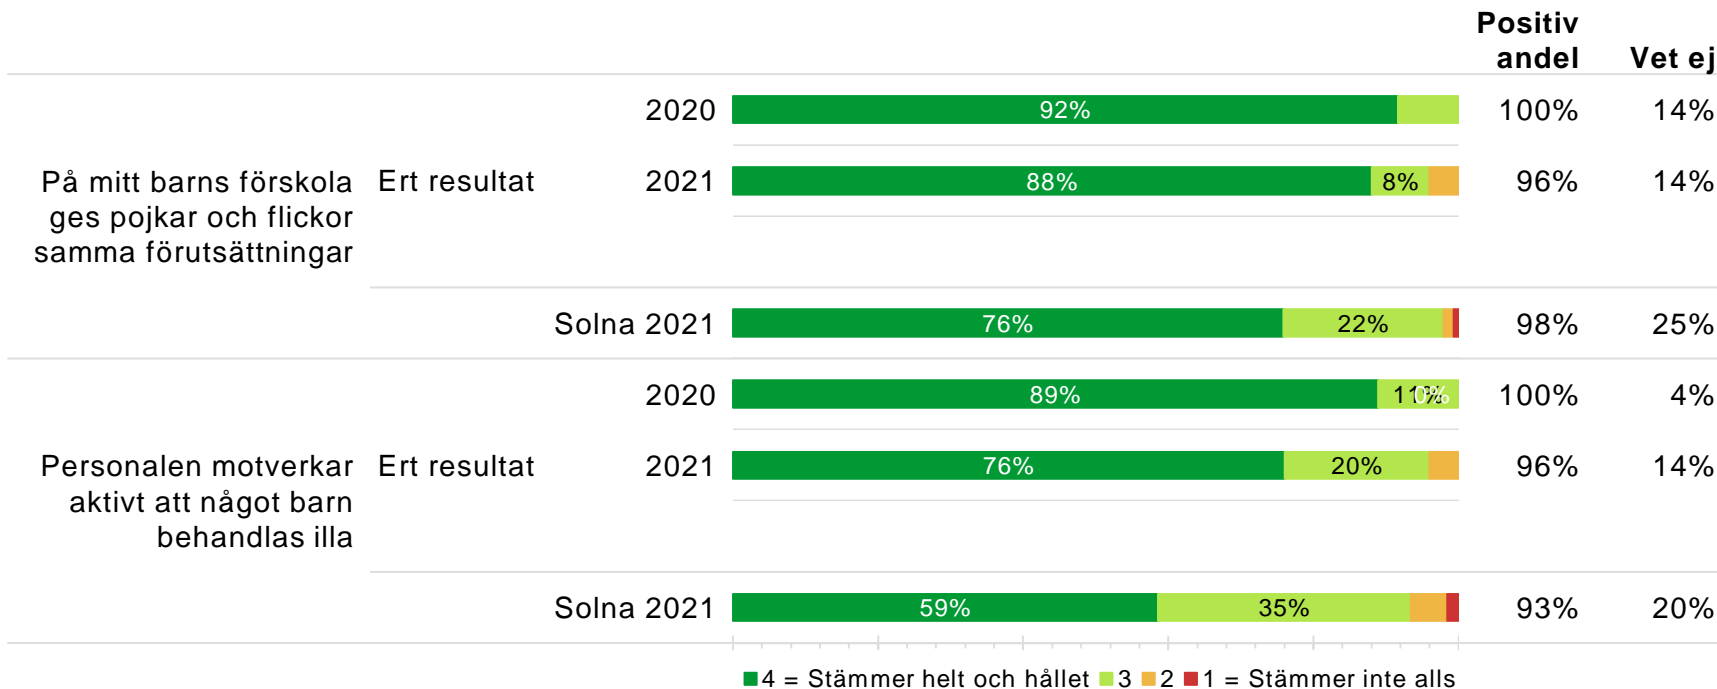 Positiv
andel Vet ej
2020 92% 100% 14%
På mitt barns förskola
ges pojkar och flickor
samma förutsättningar
Ert resultat 2021 88% 8% 96% 14%
Solna 2021 76% 22% 98% 25%
2020 89% 11% 0% 100% 4%
Personalen motverkar
aktivt att något barn
behandlas illa
Ert resultat 2021 76% 20% 96% 14%
Solna 2021 59% 35% 93% 20%
4 = Stämmer helt och hållet 3 2 1 = Stämmer inte alls